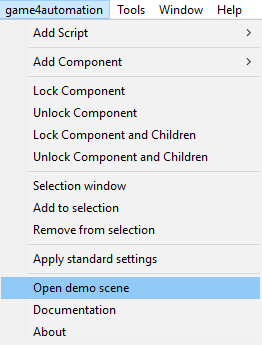 game4automation Tools Window Help
Add Script
Add Component
Lock Component
Unlock Component
Lock Component and Children
Unlock Component and Children
Selection window
Add to selection
Remove from selection
Apply standard settings
Open demo scene
Documentation
About